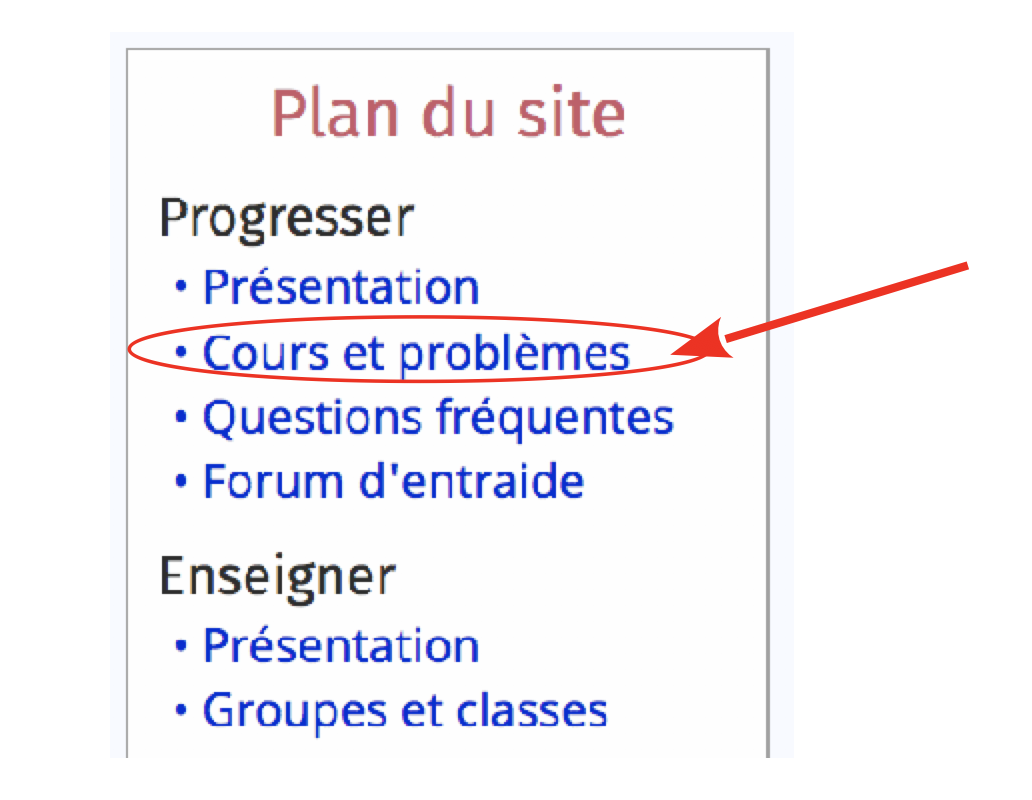 Plan du site
Progresser
• Présentation
• Cours et problèmes
• Questions fréquentes
• Forum d'entraide
Enseigner
• Présentation
• Groupes et classes